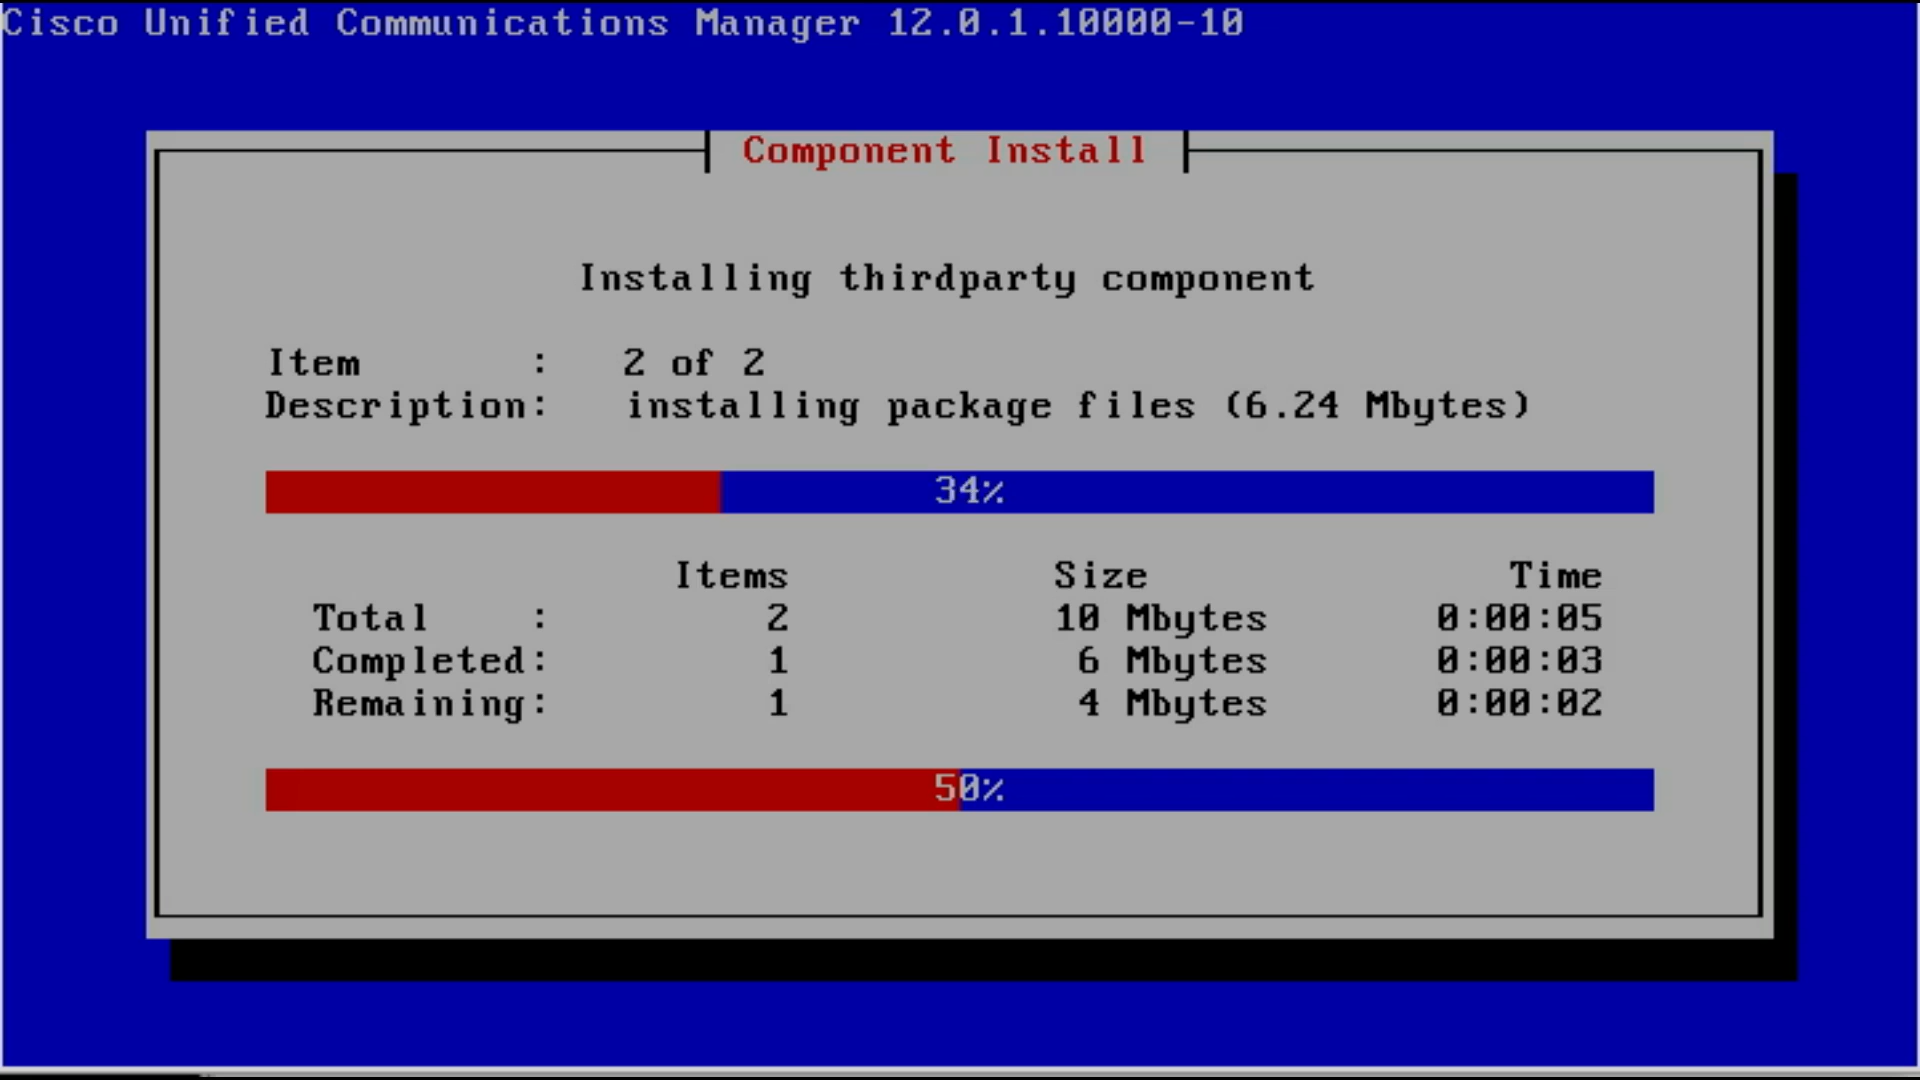 Cisco Unified Communications Manager 12.0.1.10000-10
Component Install
Installing thirdparty component
Item : 2 of 2
Description: installing package files (6.24 Mbytes)
34%
Items Size Time
Total : 2 10 Mbytes 0:00:05
Completed: 1 6 Mbytes 0:00:03
Remaining: 1 4 Mbytes 0:00:02
50%